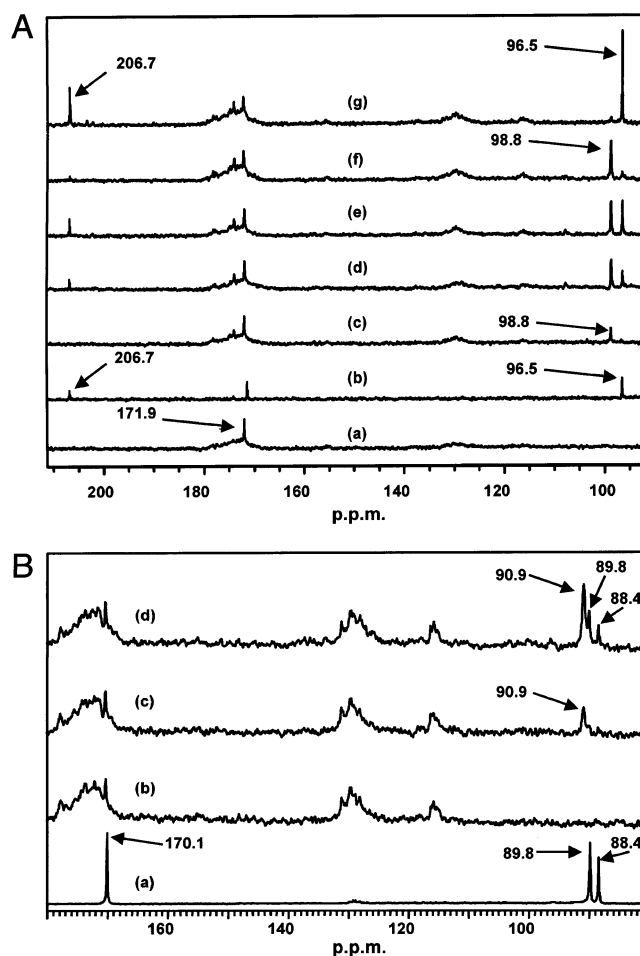 A
206.7
96.5
(g)
98.8
(f)
(e)
(d)
98.8
(c)
206.7
96.5
(b)
171.9
(a)
200 180 160 140 120 100
p.p.m.
B
90.9
89.8
88.4
(d)
90.9
(c)
(b)
170.1
89.8
88.4
(a)
160 140 120 100
p.p.m.